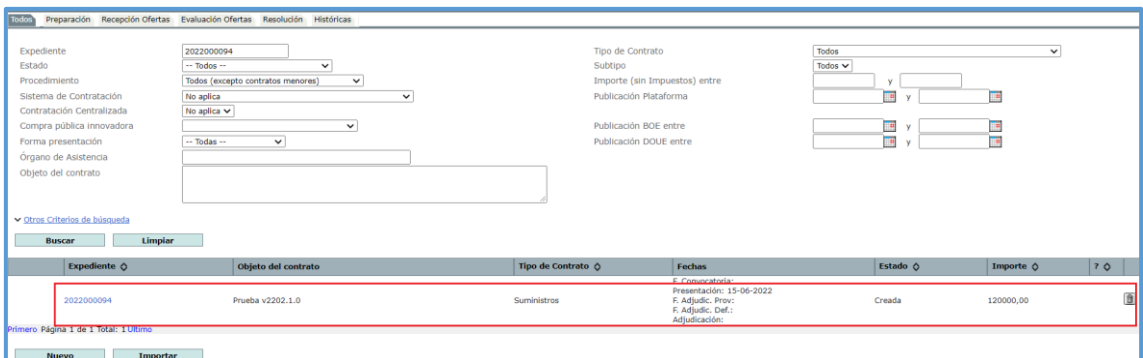 Todos Preparación Recepción Ofertas Evaluación Ofertas Resolución Históricas
Expediente 2022000094 Tipo de Contrato Todos
Estado -- Todos -- Subtipo Todos
Procedimiento Todos (excepto contratos menores) Importe (sin Impuestos) entre y
Sistema de Contratación No aplica Publicación Plataforma y
Contratación Centralizada No aplica
Compra pública innovadora Publicación BOE entre y
Forma presentación -- Todas -- Publicación DOUE entre y
Órgano de Asistencia
Objeto del contrato
Otros Criterios de búsqueda
Buscar Limpiar
Expediente Objeto del contrato Tipo de Contrato Fechas Estado Importe ?
F. Convocatoria:
Presentación: 15-06-2022
2022000094 Prueba v2202.1.0 Suministros F. Adjudic. Prov: Creada 120000,00
F. Adjudic. Def.:
Adjudicación:
Primero Página 1 de 1 Total: 1 Último
Nuevo Importar